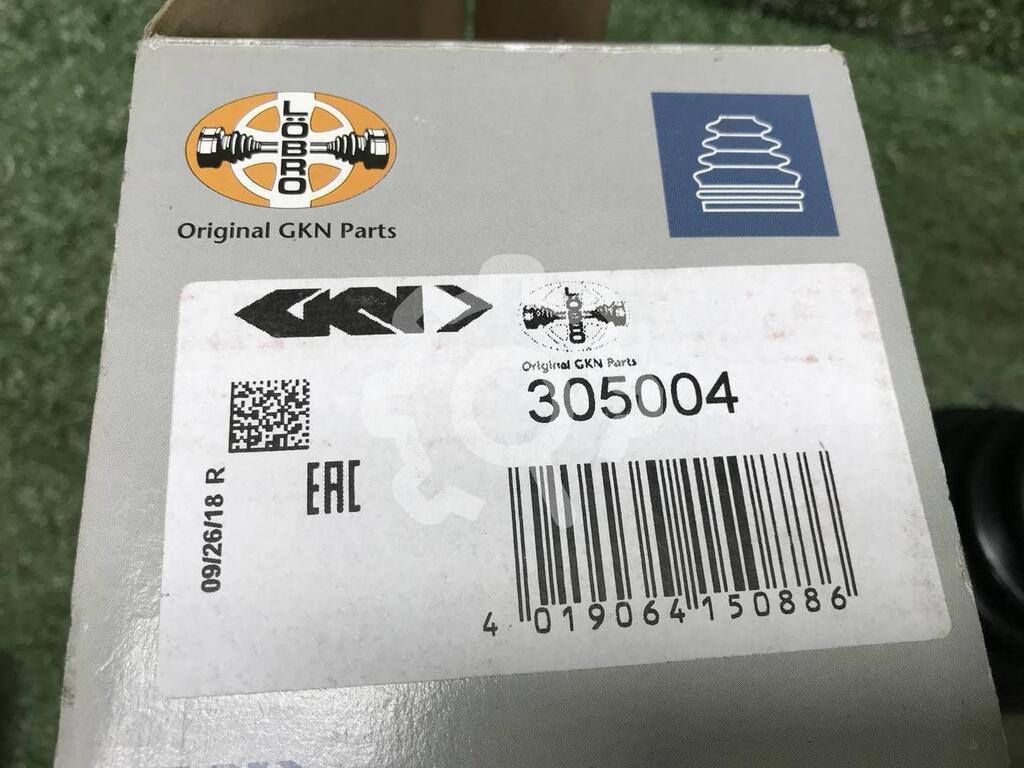 LÖBRO
Original GKN Parts
GKN
LÖBRO
Original GKN Parts
305004
09/26/18 R
EAC
4 019064 150886